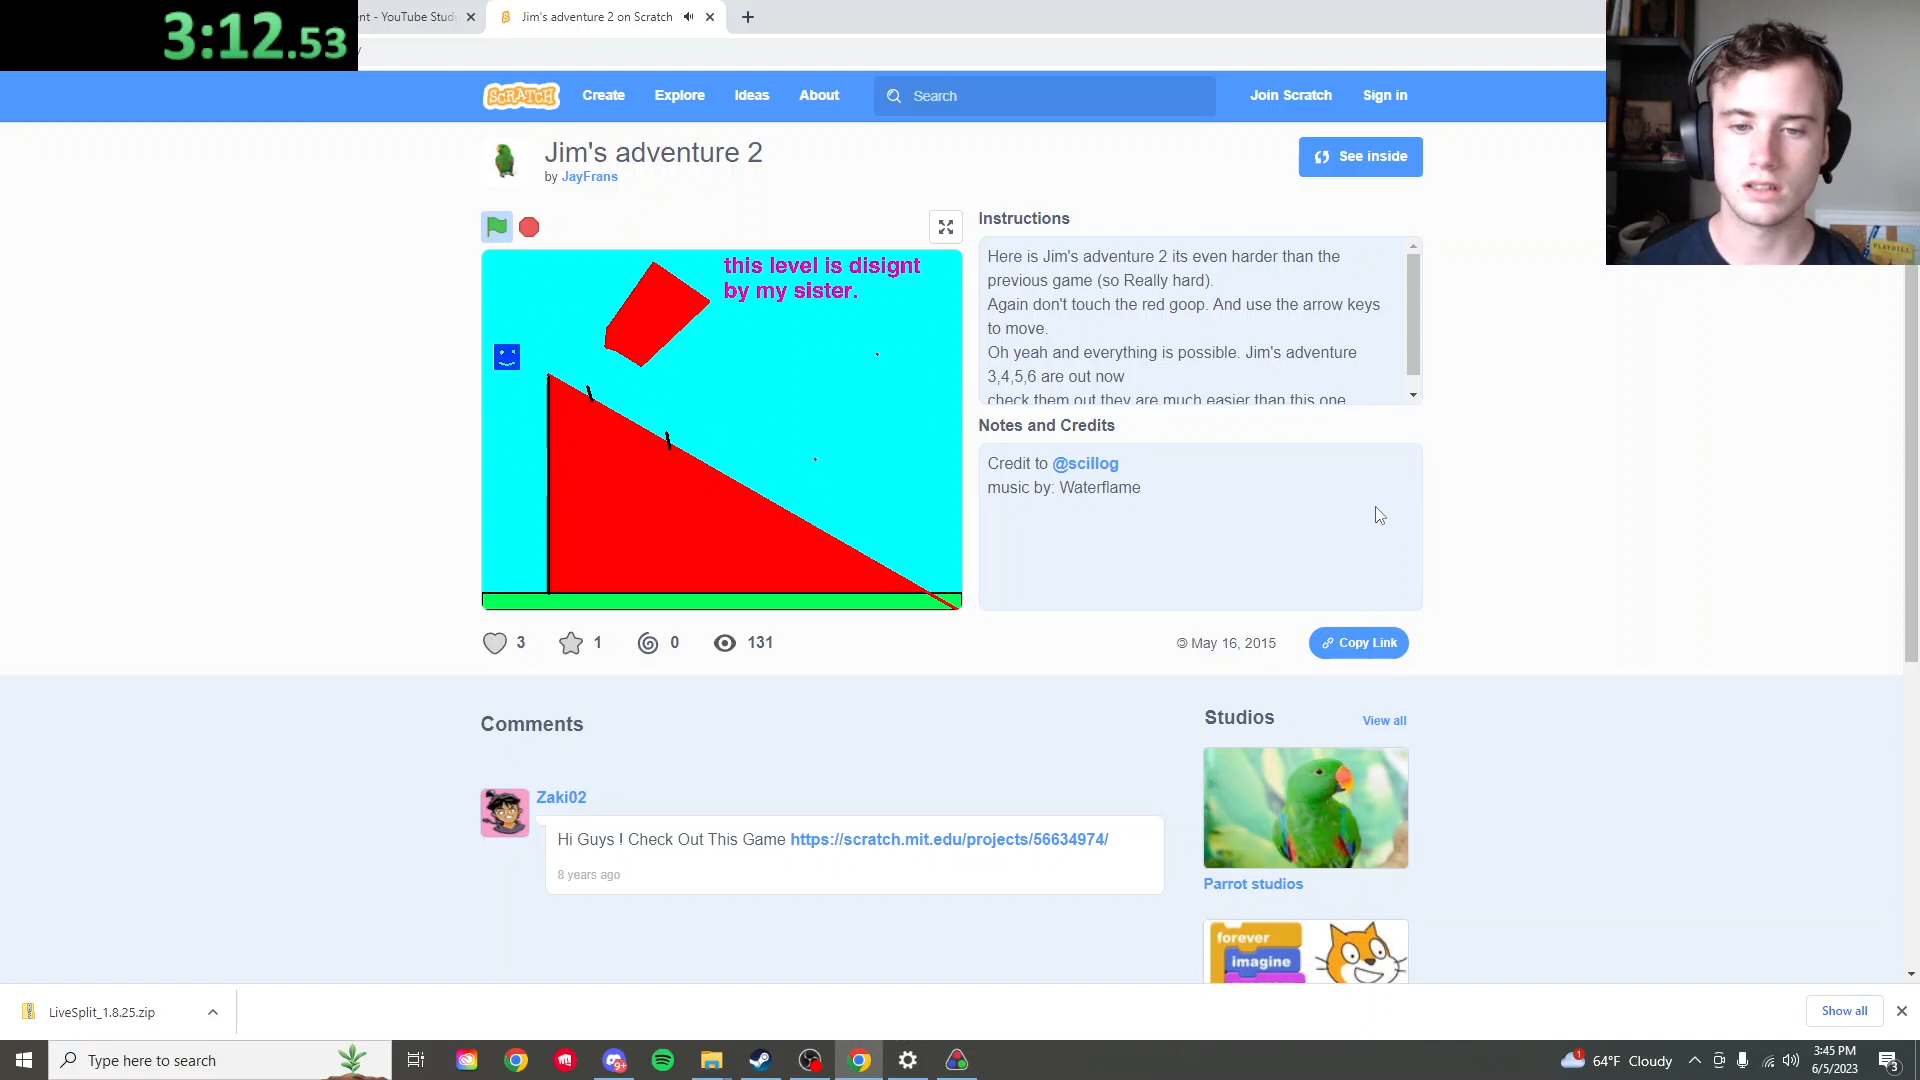 3:12.53
nt - YouTube Studi
Jim's adventure 2 on Scratch
SCRATCH
Create
Explore
Ideas
About
Search
Join Scratch
Sign in
Jim's adventure 2
by JayFrans
See inside
this level is disignt
by my sister.
Instructions
Here is Jim's adventure 2 its even harder than the
previous game (so Really hard).
Again don't touch the red goop. And use the arrow keys
to move.
Oh yeah and everything is possible. Jim's adventure
3,4,5,6 are out now
check them out they are much easier than this one
Notes and Credits
Credit to @scillog
music by: Waterflame
3
1
0
131
© May 16, 2015
Copy Link
Comments
Studios
View all
Zaki02
Hi Guys ! Check Out This Game https://scratch.mit.edu/projects/56634974/
8 years ago
Parrot studios
forever
imagine
LiveSplit_1.8.25.zip
Show all
Type here to search
9+
1
64°F Cloudy
3:45 PM
6/5/2023
3
PLAYBILL